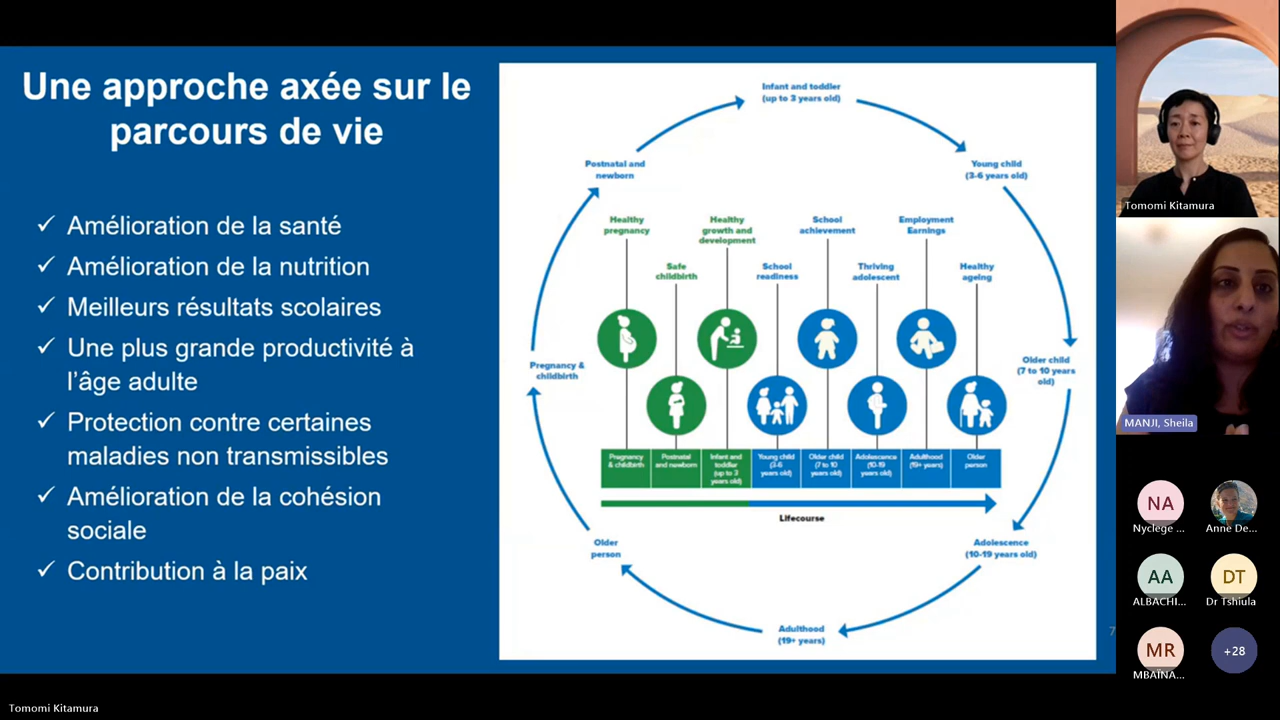 Une approche axée sur le
parcours de vie
✓ Amélioration de la santé
✓ Amélioration de la nutrition
✓ Meilleurs résultats scolaires
✓ Une plus grande productivité à
l'âge adulte
✓ Protection contre certaines
maladies non transmissibles
✓ Amélioration de la cohésion
sociale
✓ Contribution à la paix
Infant and toddler
(up to 3 years old)
Postnatal and
newborn
Young child
(3-6 years old)
Healthy
pregnancy
Healthy
growth and
development
School
achievement
Employment
Earnings
Safe
childbirth
School
readiness
Thriving
adolescent
Healthy
ageing
Pregnancy &
childbirth
Older child
(7 to 10 years
old)
Pregnancy
& childbirth
Postnatal
and newborn
Infant and
toddler
(up to 3
years old)
Young child
(3-6
years old)
Older child
(7 to 10
years old)
Adolescence
(10-19
years old)
Adulthood
(19+ years)
Older
person
Lifecourse
Older
person
Adolescence
(10-19 years old)
Adulthood
(19+ years)
7
Tomomi Kitamura
MANJI, Sheila
NA
Nyclege ...
Anne De...
AA
ALBACHI...
DT
Dr Tshiula
MR
MBAÏNA...
+28
Tomomi Kitamura